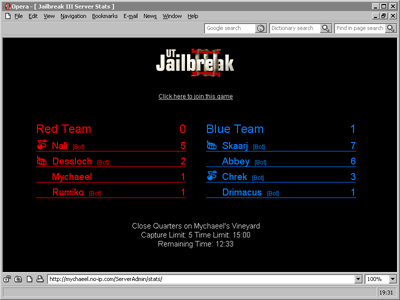 Opera - [ Jailbreak III Server Stats ]
File Edit View Navigation Bookmarks E-mail News Window Help
Google search Dictionary search Find in page search
UT
Jailbreak
Click here to join this game
Red Team 0
Blue Team 1
Nali [Bot] 5
Skaarj [Bot] 7
Dessloch [Bot] 2
Abbey [Bot] 6
Mychaeel 1
Chrek [Bot] 3
Rumiko [Bot] 1
Drimacus [Bot] 1
Close Quarters on Mychaeel's Vineyard
Capture Limit: 5 Time Limit: 15:00
Remaining Time: 12:33
http://mychaeel.no-ip.com/ServerAdmin/stats/ 100%
19:31